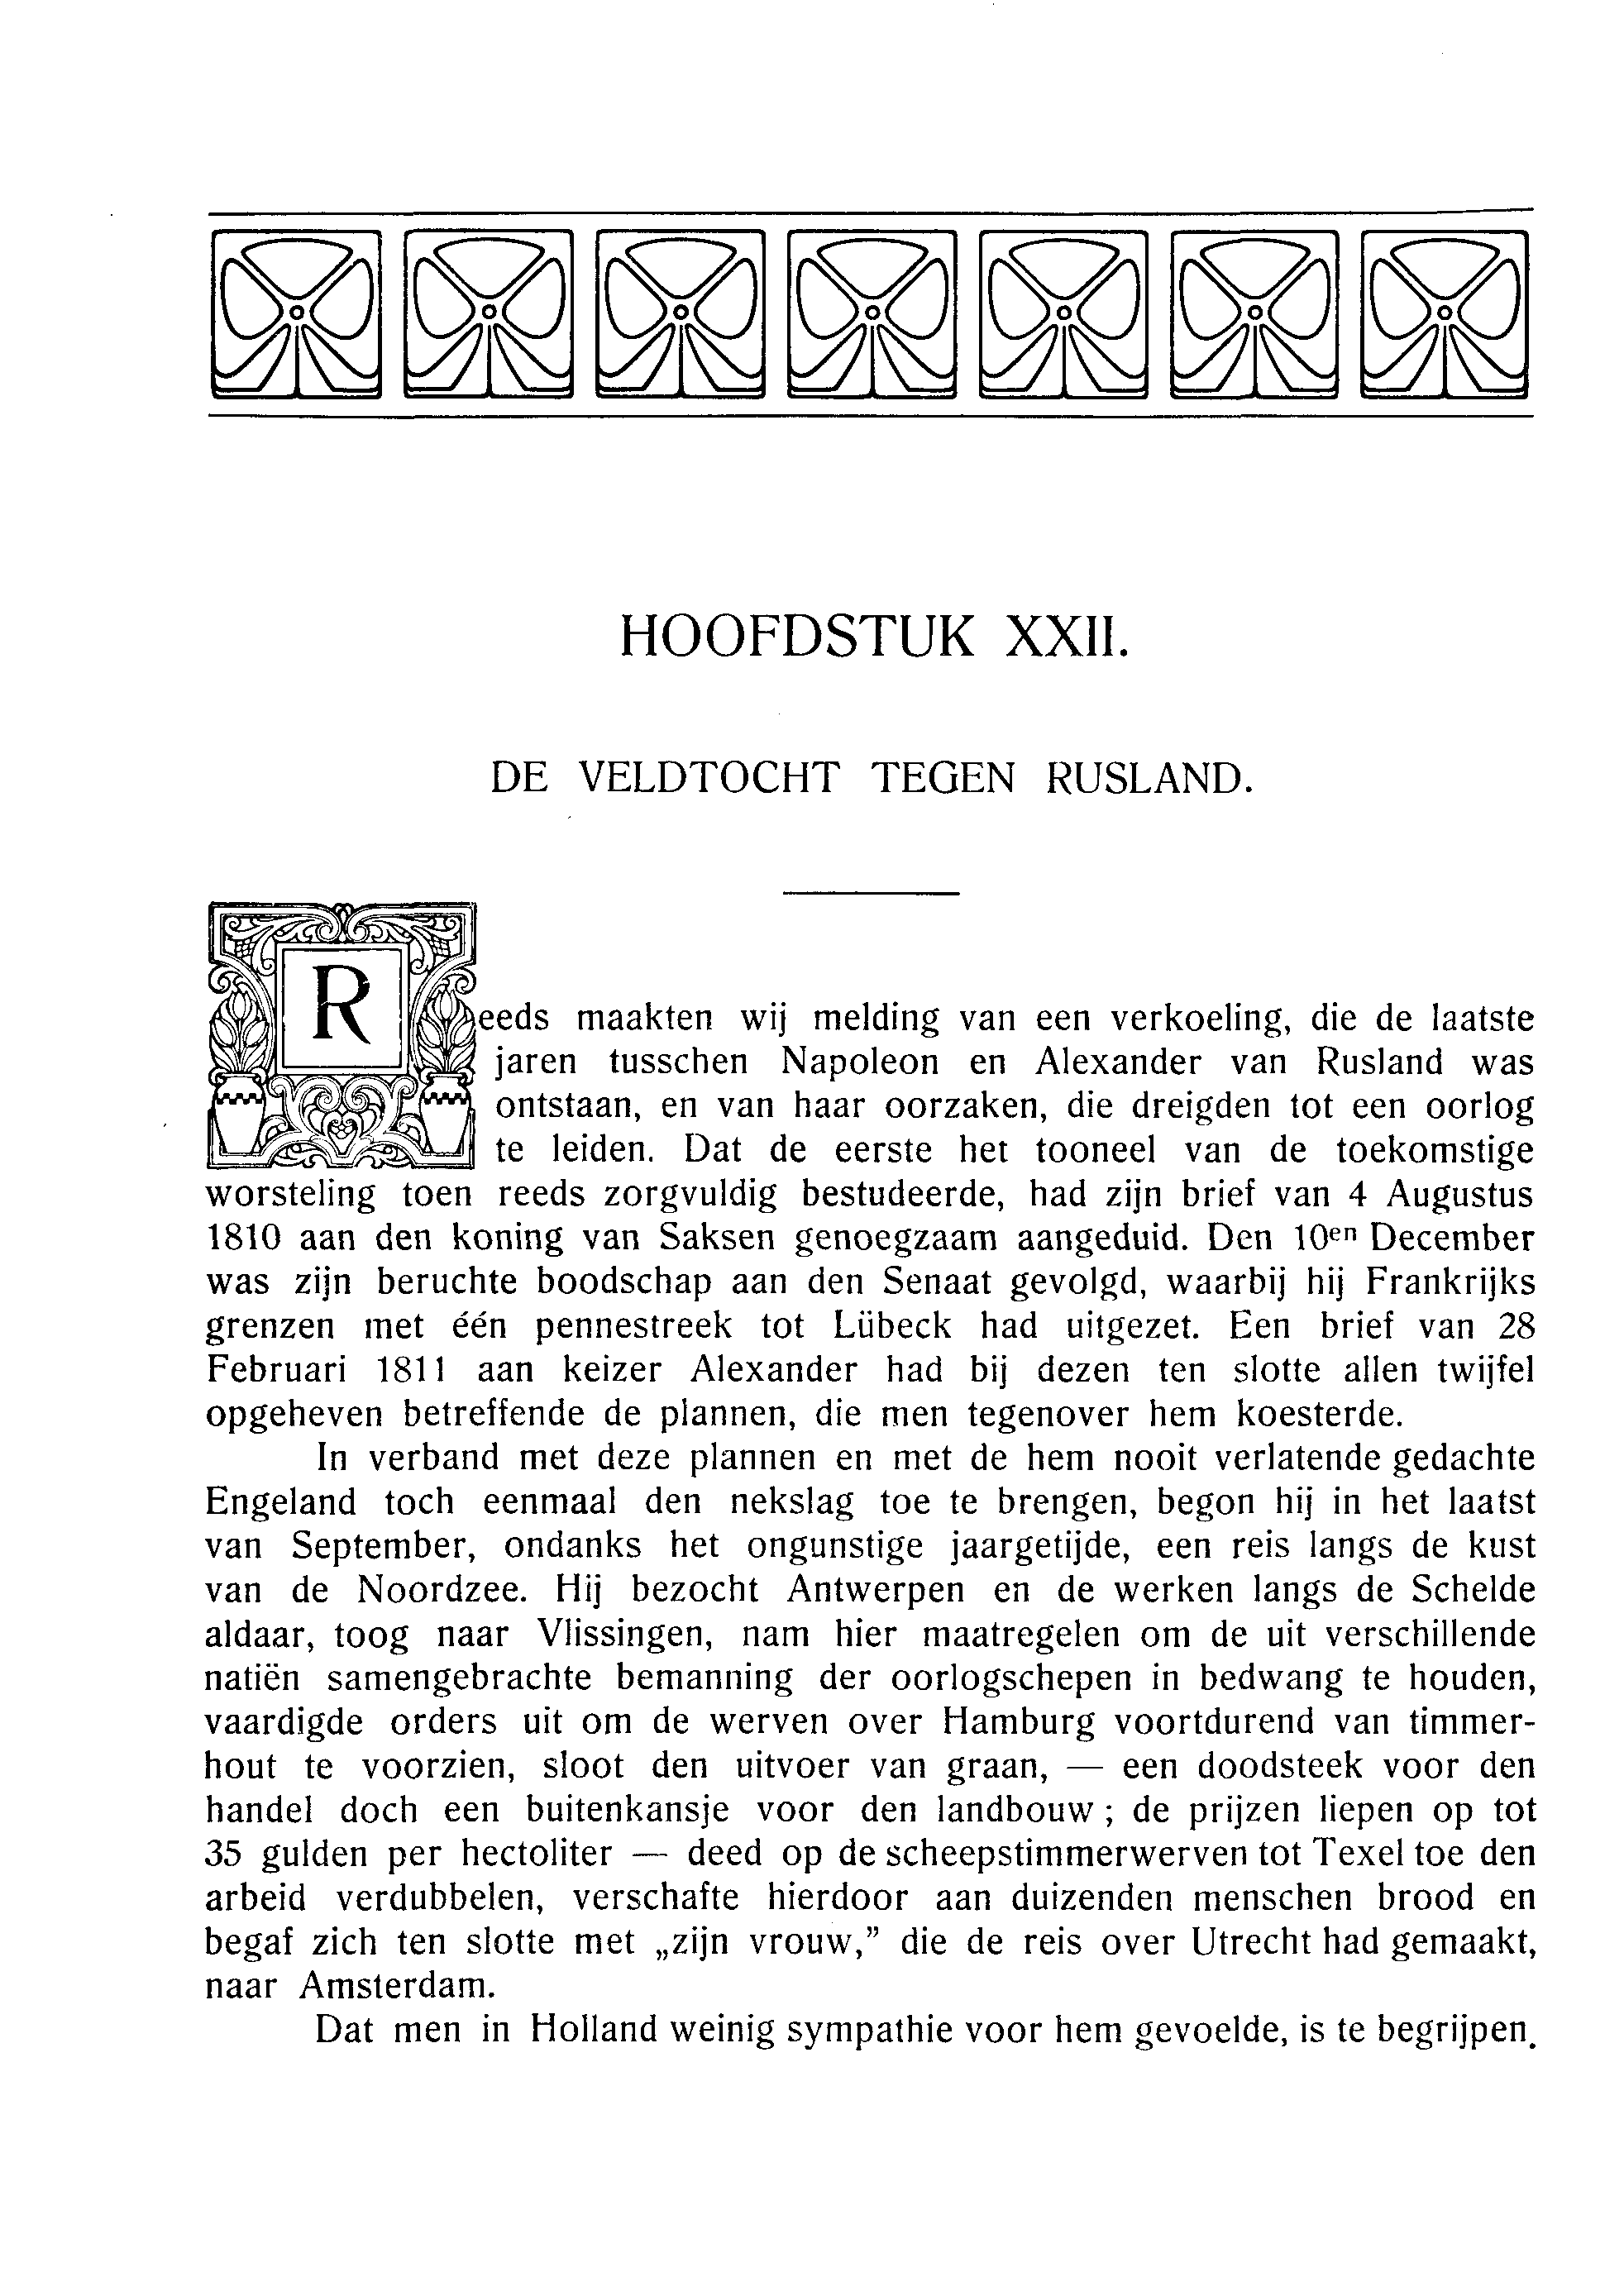 HOOFDSTUK XXII.
DE VELDTOCHT TEGEN RUSLAND.
Reeds maakten wij melding van een verkoeling, die de laatste
jaren tusschen Napoleon en Alexander van Rusland was
ontstaan, en van haar oorzaken, die dreigden tot een oorlog
te leiden. Dat de eerste het tooneel van de toekomstige
worsteling toen reeds zorgvuldig bestudeerde, had zijn brief van 4 Augustus
1810 aan den koning van Saksen genoegzaam aangeduid. Den 10en December
was zijn beruchte boodschap aan den Senaat gevolgd, waarbij hij Frankrijks
grenzen met één pennestreek tot Lübeck had uitgezet. Een brief van 28
Februari 1811 aan keizer Alexander had bij dezen ten slotte allen twijfel
opgeheven betreffende de plannen, die men tegenover hem koesterde.
In verband met deze plannen en met de hem nooit verlatende gedachte
Engeland toch eenmaal den nekslag toe te brengen, begon hij in het laatst
van September, ondanks het ongunstige jaargetijde, een reis langs de kust
van de Noordzee. Hij bezocht Antwerpen en de werken langs de Schelde
aldaar, toog naar Vlissingen, nam hier maatregelen om de uit verschillende
natiën samengebrachte bemanning der oorlogschepen in bedwang te houden,
vaardigde orders uit om de werven over Hamburg voortdurend van timmer-
hout te voorzien, sloot den uitvoer van graan, — een doodsteek voor den
handel doch een buitenkansje voor den landbouw; de prijzen liepen op tot
35 gulden per hectoliter — deed op de scheepstimmerwerven tot Texel toe den
arbeid verdubbelen, verschafte hierdoor aan duizenden menschen brood en
begaf zich ten slotte met „zijn vrouw,” die de reis over Utrecht had gemaakt,
naar Amsterdam.
Dat men in Holland weinig sympathie voor hem gevoelde, is te begrijpen.